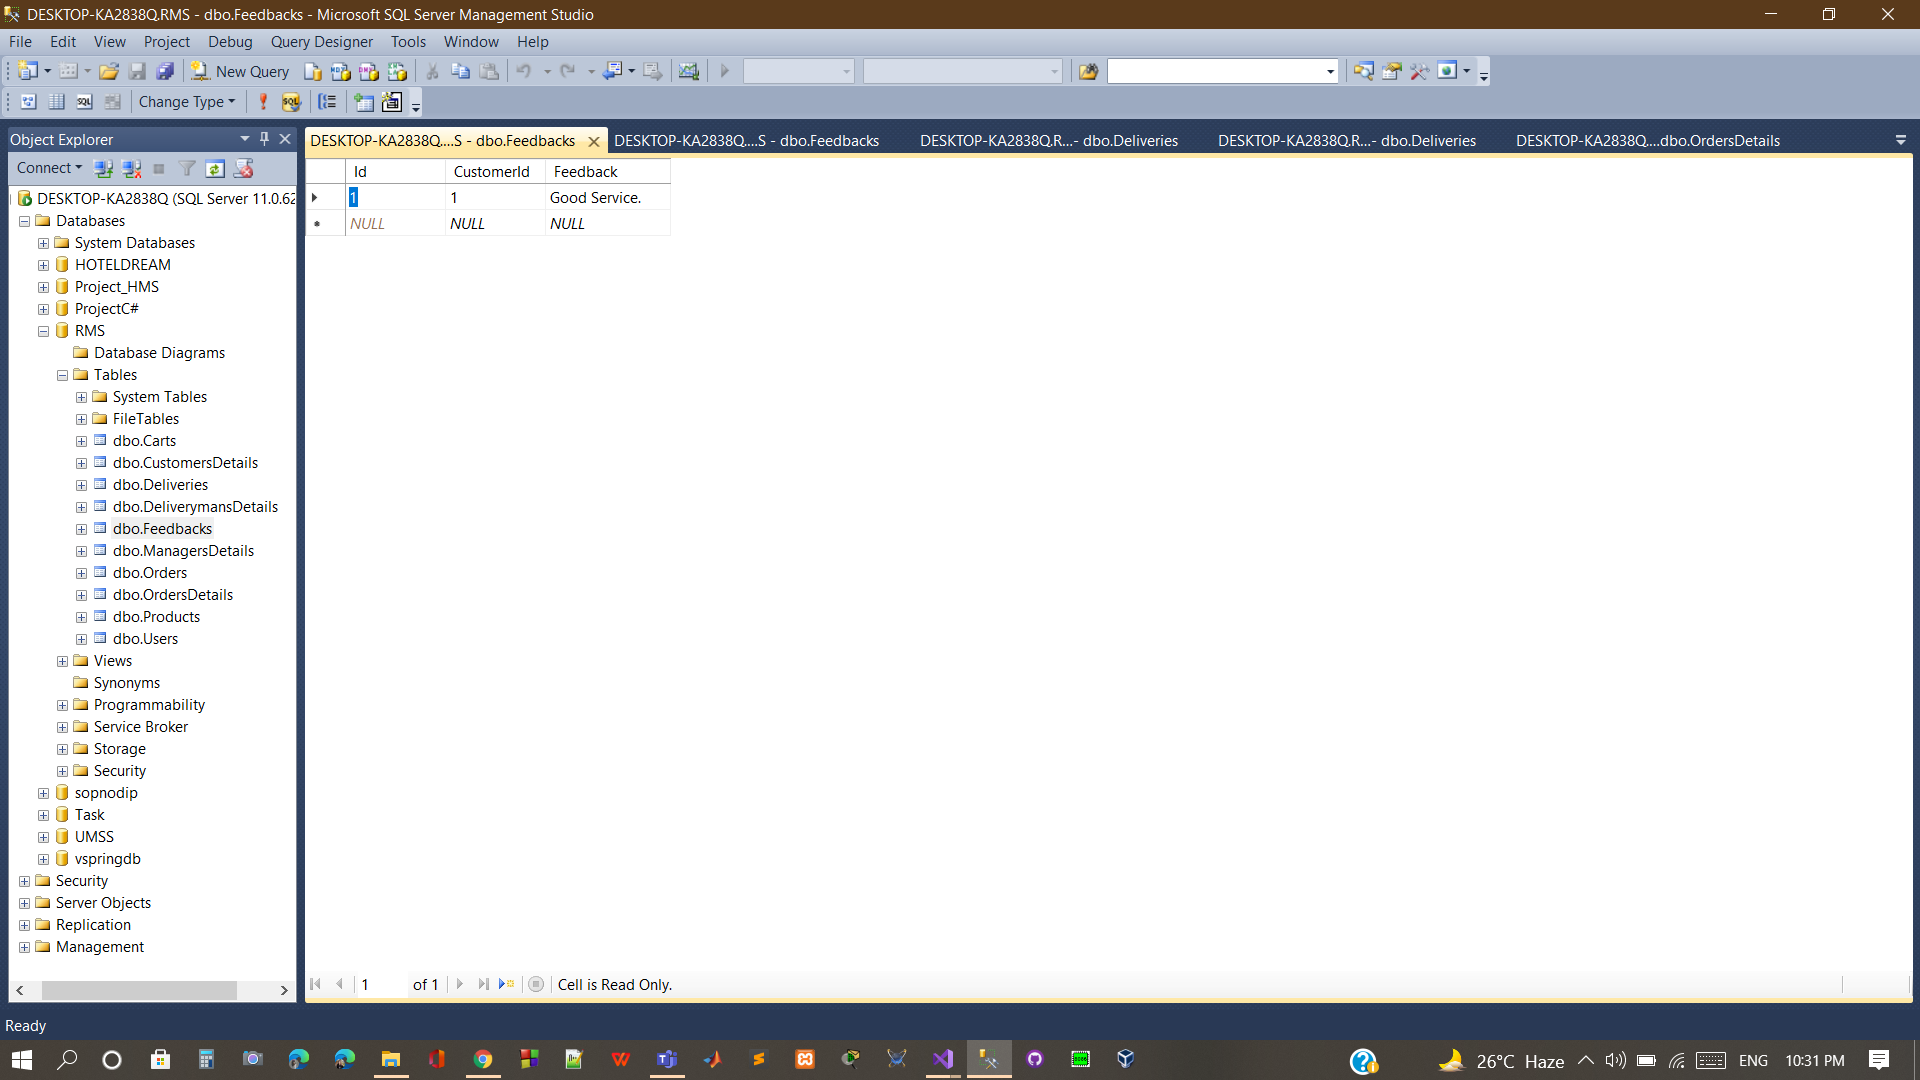 DESKTOP-KA2838Q.RMS - dbo.Feedbacks - Microsoft SQL Server Management Studio
File Edit View Project Debug Query Designer Tools Window Help
New Query
Change Type
Object Explorer
Connect
DESKTOP-KA2838Q (SQL Server 11.0.62
Databases
System Databases
HOTELDREAM
Project_HMS
ProjectC#
RMS
Database Diagrams
Tables
System Tables
FileTables
dbo.Carts
dbo.CustomersDetails
dbo.Deliveries
dbo.DeliverymansDetails
dbo.Feedbacks
dbo.ManagersDetails
dbo.Orders
dbo.OrdersDetails
dbo.Products
dbo.Users
Views
Synonyms
Programmability
Service Broker
Storage
Security
sopnodip
Task
UMSS
vspringdb
Security
Server Objects
Replication
Management
DESKTOP-KA2838Q....S - dbo.Feedbacks DESKTOP-KA2838Q....S - dbo.Feedbacks DESKTOP-KA2838Q.R...- dbo.Deliveries DESKTOP-KA2838Q.R...- dbo.Deliveries DESKTOP-KA2838Q....dbo.OrdersDetails
Id CustomerId Feedback
1 1 Good Service.
NULL NULL NULL
1 of 1 Cell is Read Only.
Ready
26°C Haze ENG 10:31 PM